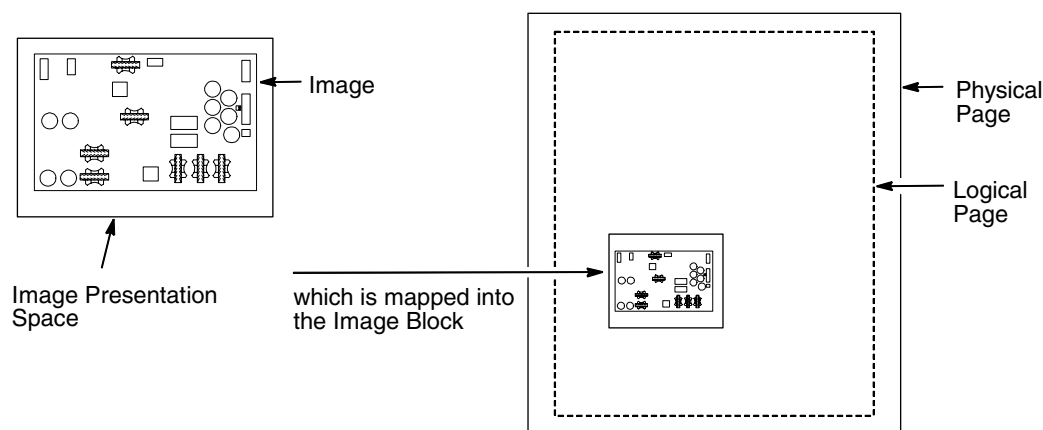 Image
Image Presentation
Space
which is mapped into
the Image Block
Physical
Page
Logical
Page